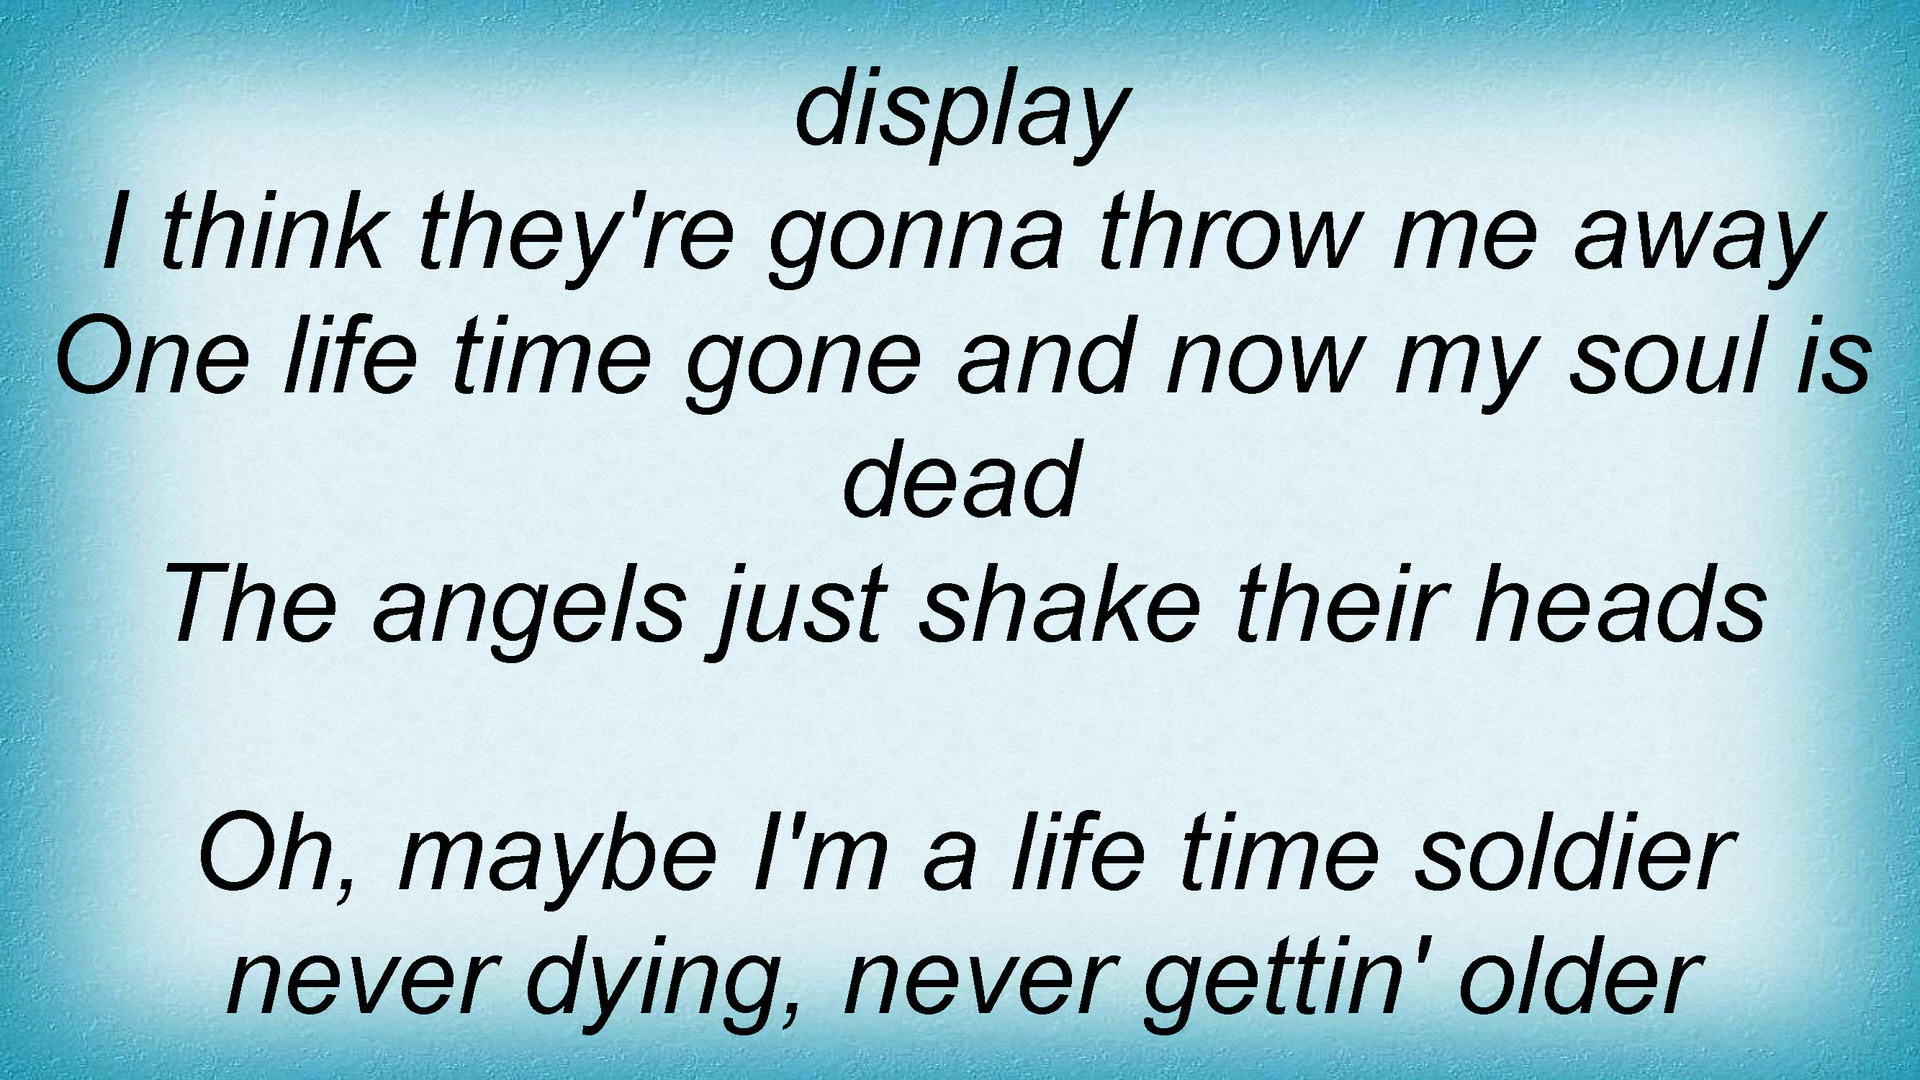 display
I think they're gonna throw me away
One life time gone and now my soul is
dead
The angels just shake their heads
Oh, maybe I'm a life time soldier
never dying, never gettin' older